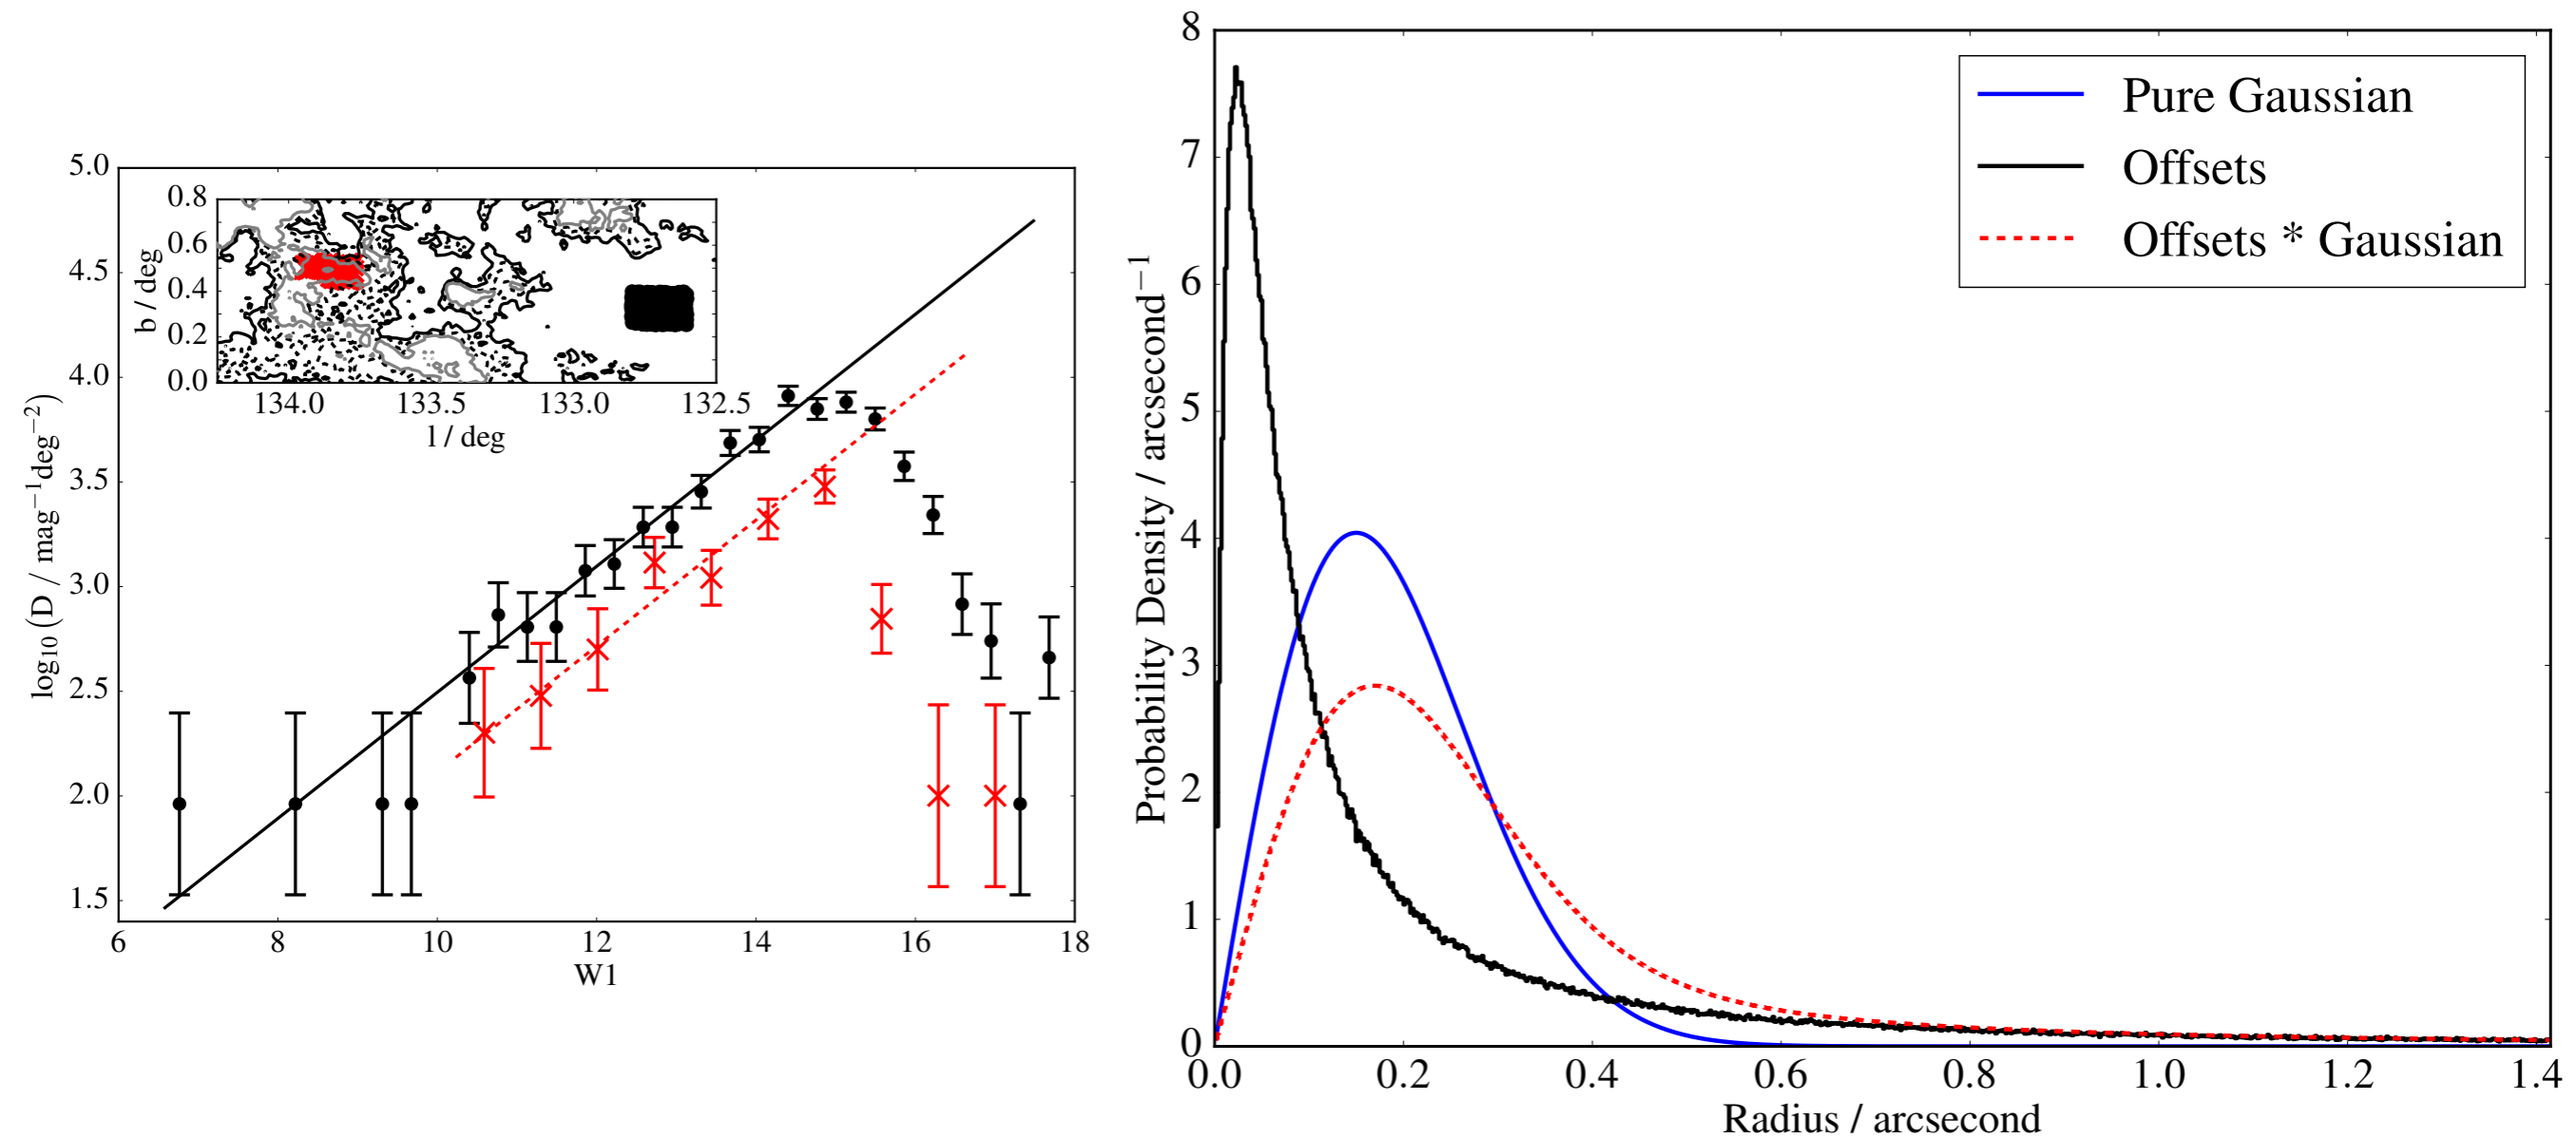 5.0
4.5
4.0
3.5
3.0
2.5
2.0
1.5
log10(D / mag−1deg−2)
6 8 10 12 14 16 18
W1
0.8
0.6
0.4
0.2
0.0
b / deg
134.0 133.5 133.0 132.5
l / deg
8
7
6
5
4
3
2
1
0
Probability Density / arcsecond−1
0.0 0.2 0.4 0.6 0.8 1.0 1.2 1.4
Radius / arcsecond
Pure Gaussian
Offsets
Offsets * Gaussian